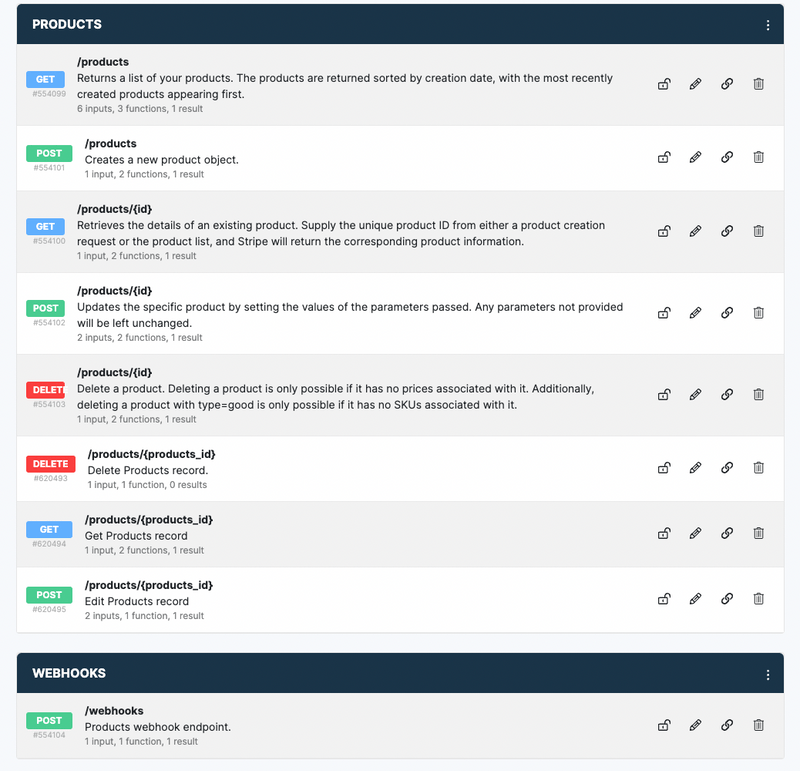 PRODUCTS
/products
GET
Returns a list of your products. The products are returned sorted by creation date, with the most recently
#554099
created products appearing first.
6 inputs, 3 functions, 1 result
/products
POST
Creates a new product object.
#554101
1 input, 2 functions, 1 result
/products/{id}
GET
Retrieves the details of an existing product. Supply the unique product ID from either a product creation
#554100
request or the product list, and Stripe will return the corresponding product information.
1 input, 2 functions, 1 result
/products/{id}
POST
Updates the specific product by setting the values of the parameters passed. Any parameters not provided
#554102
will be left unchanged.
2 inputs, 2 functions, 1 result
/products/{id}
DELETE
Delete a product. Deleting a product is only possible if it has no prices associated with it. Additionally,
#554103
deleting a product with type=good is only possible if it has no SKUs associated with it.
1 input, 2 functions, 1 result
/products/{products_id}
DELETE
Delete Products record.
#620493
1 input, 1 function, 0 results
/products/{products_id}
GET
Get Products record
#620494
1 input, 2 functions, 1 result
/products/{products_id}
POST
Edit Products record
#620495
2 inputs, 1 function, 1 result
WEBHOOKS
/webhooks
POST
Products webhook endpoint.
#554104
1 input, 1 function, 1 result